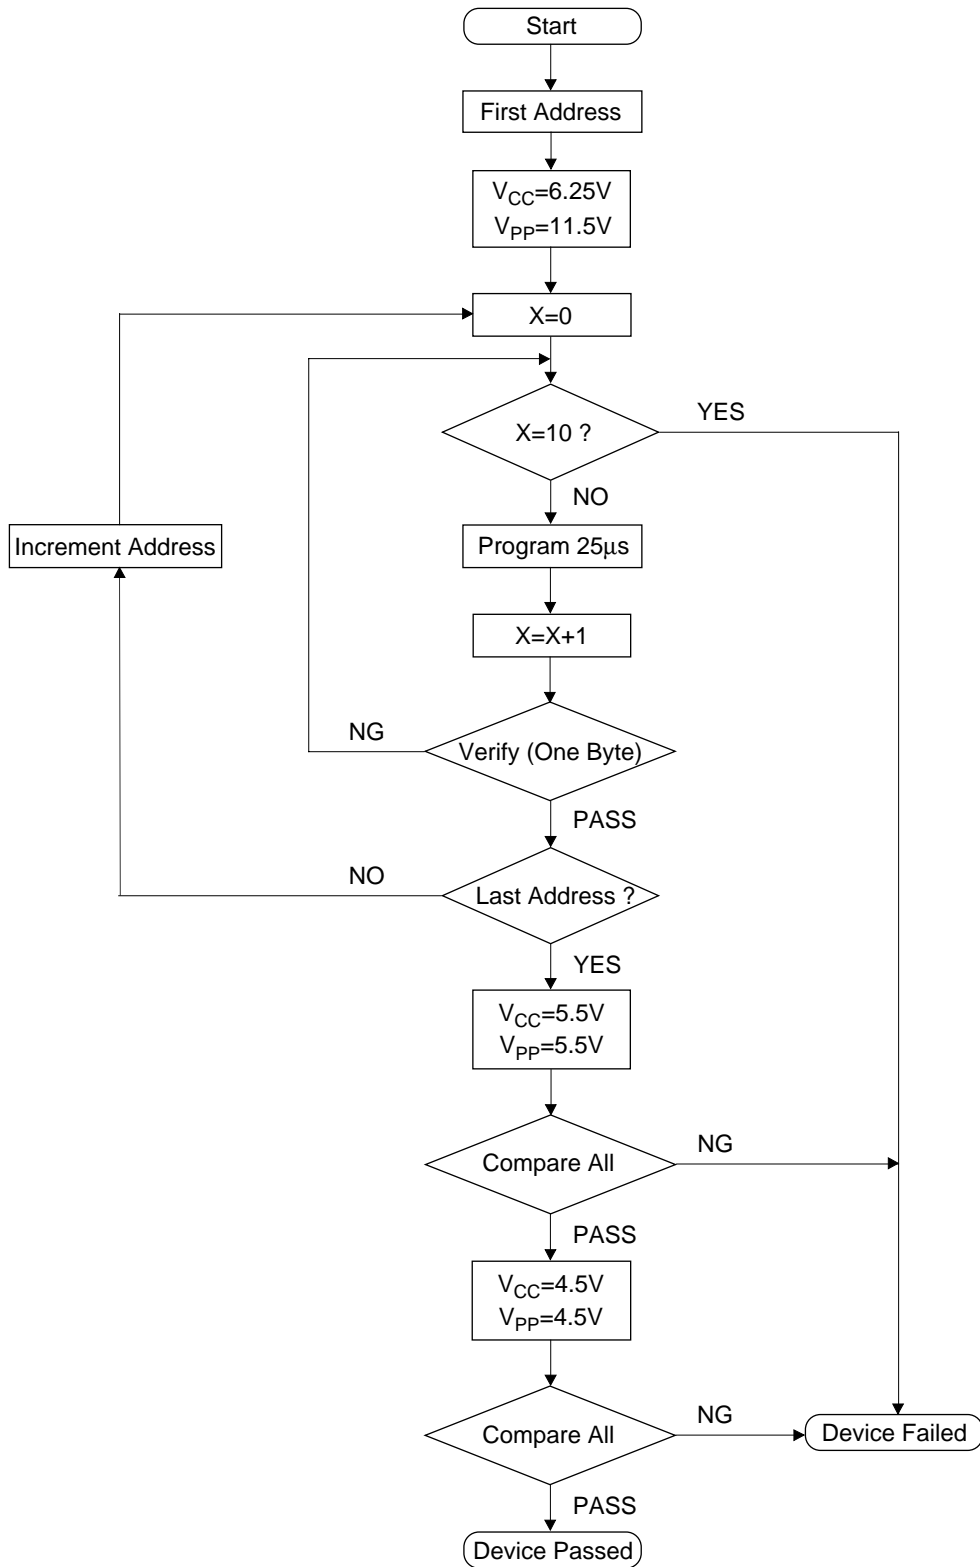 Start
First Address
VCC=6.25V
VPP=11.5V
X=0
X=10 ?
YES
NO
Increment Address
Program 25μs
X=X+1
NG
Verify (One Byte)
PASS
NO
Last Address ?
YES
VCC=5.5V
VPP=5.5V
Compare All
NG
PASS
VCC=4.5V
VPP=4.5V
Compare All
NG
Device Failed
PASS
Device Passed